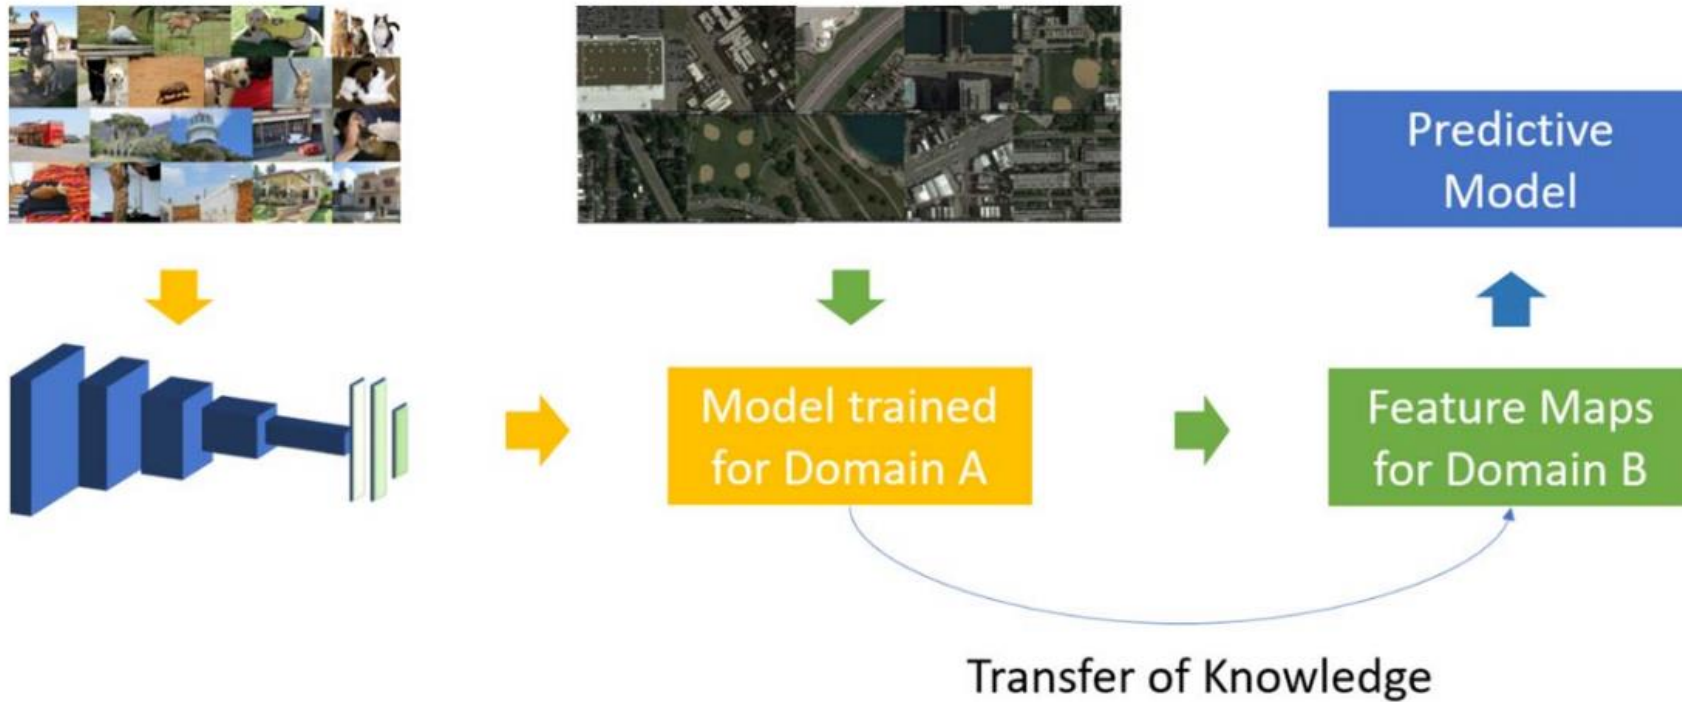 Predictive
Model
Model trained
for Domain A
Feature Maps
for Domain B
Transfer of Knowledge